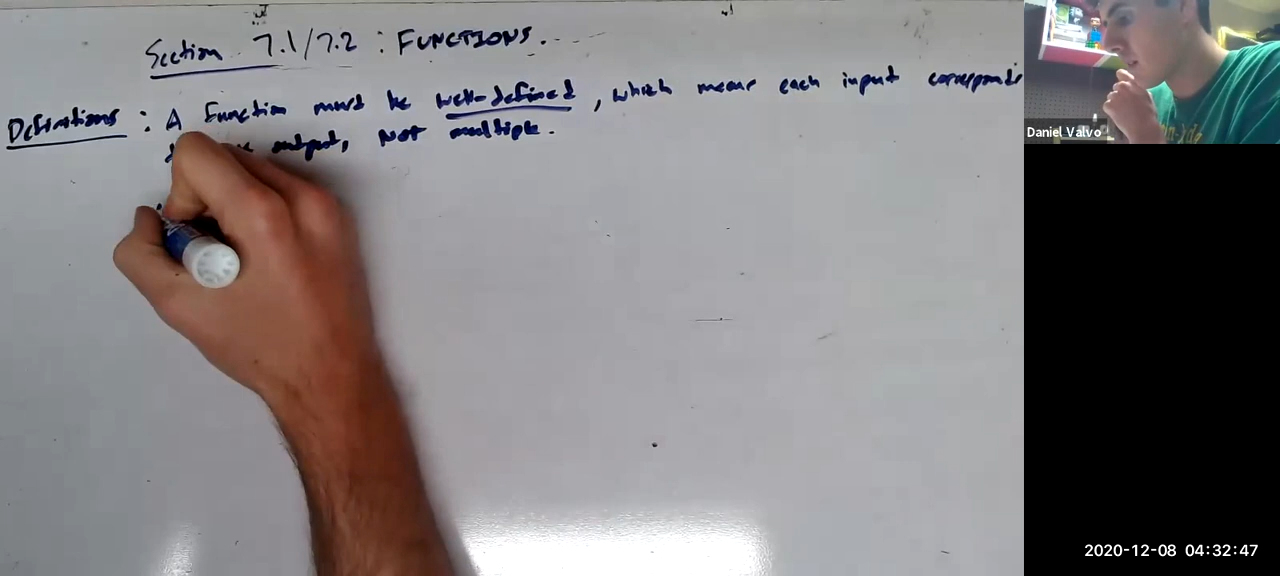 Section 7.1/7.2 : FUNCTIONS.
Definitions : A function must be well-defined, which means each input corresponds
output, Not multiple.
Daniel Valvo
2020-12-08 04:32:47